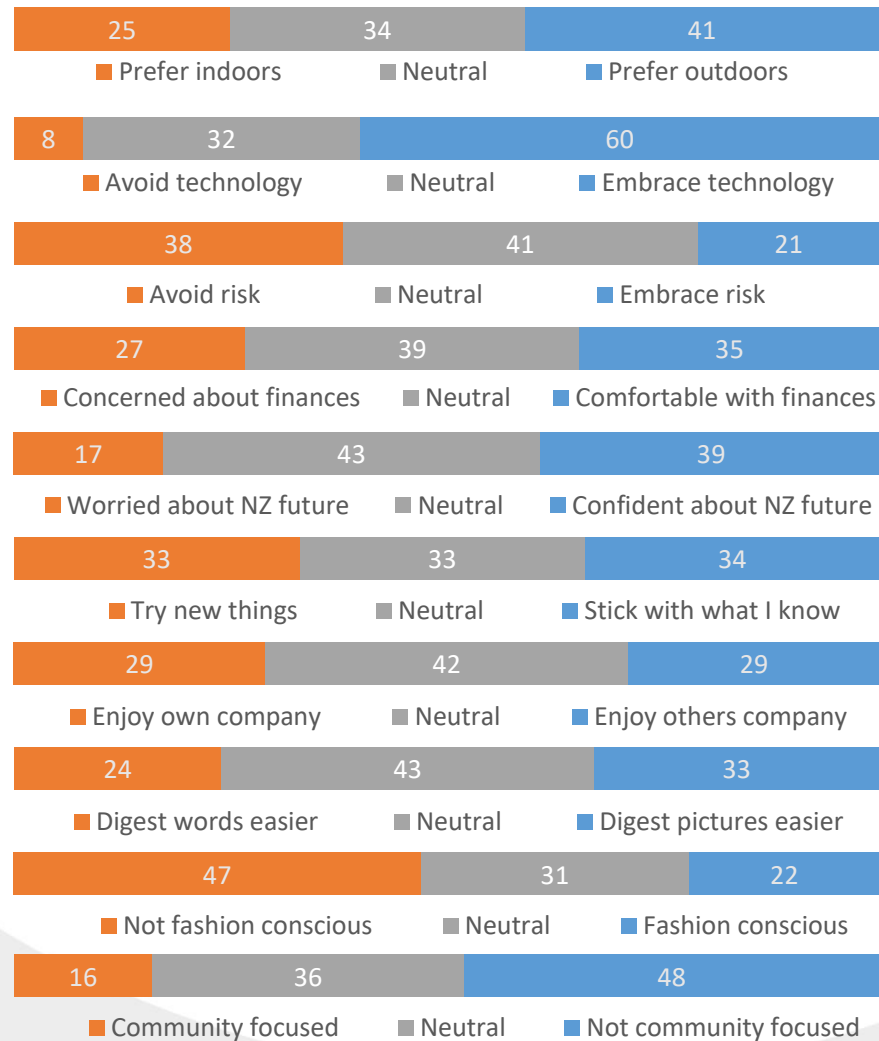 25 34 41
Prefer indoors Neutral Prefer outdoors
8 32 60
Avoid technology Neutral Embrace technology
38 41 21
Avoid risk Neutral Embrace risk
27 39 35
Concerned about finances Neutral Comfortable with finances
17 43 39
Worried about NZ future Neutral Confident about NZ future
33 33 34
Try new things Neutral Stick with what I know
29 42 29
Enjoy own company Neutral Enjoy others company
24 43 33
Digest words easier Neutral Digest pictures easier
47 31 22
Not fashion conscious Neutral Fashion conscious
16 36 48
Community focused Neutral Not community focused